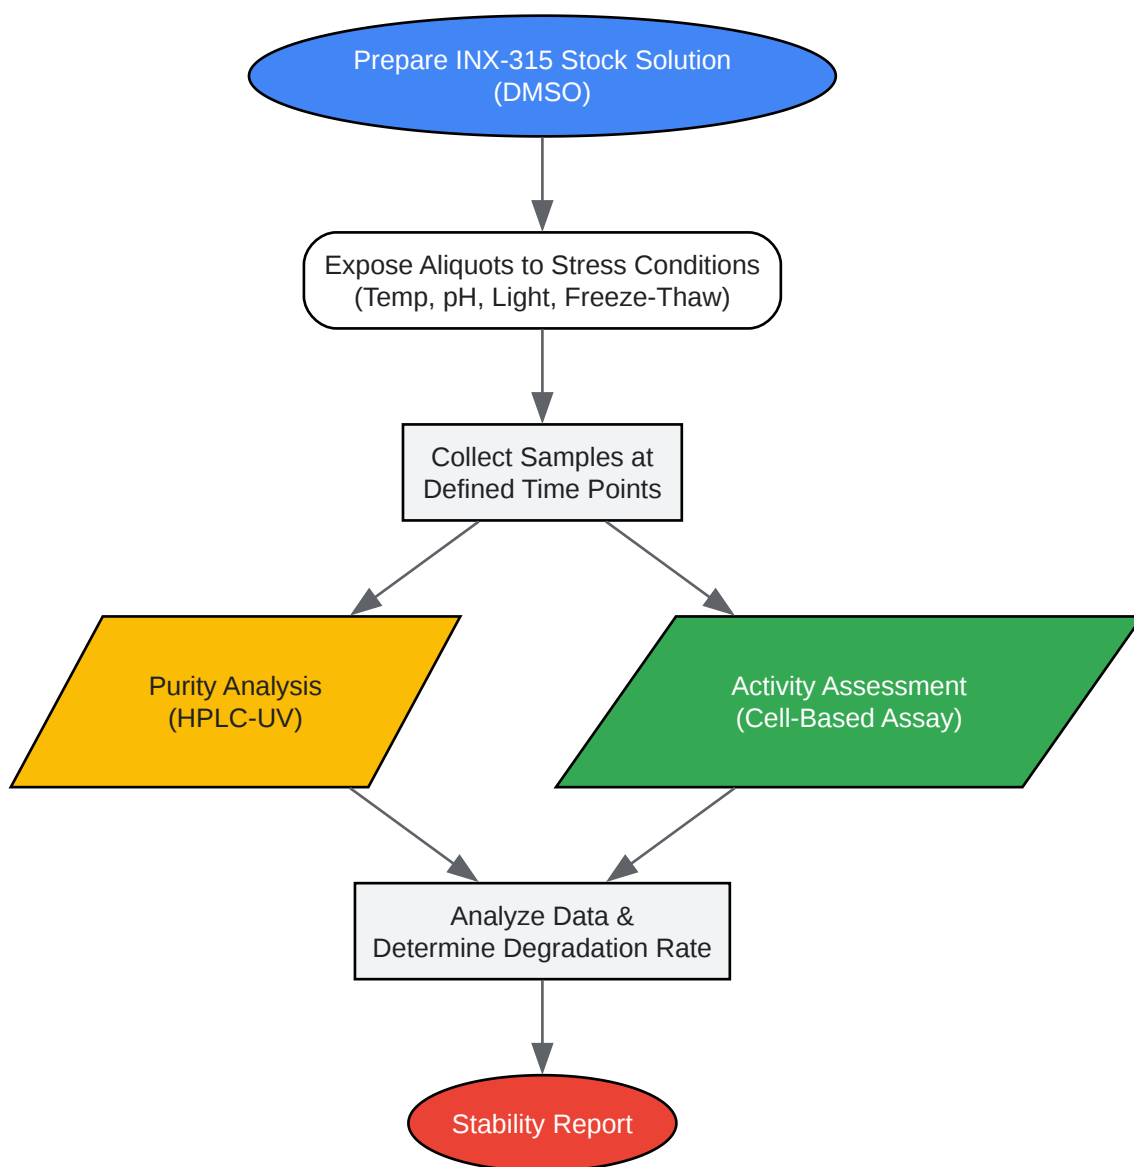 Prepare INX-315 Stock Solution
(DMSO)
Expose Aliquots to Stress Conditions
(Temp, pH, Light, Freeze-Thaw)
Collect Samples at
Defined Time Points
Purity Analysis
(HPLC-UV)
Activity Assessment
(Cell-Based Assay)
Analyze Data &
Determine Degradation Rate
Stability Report